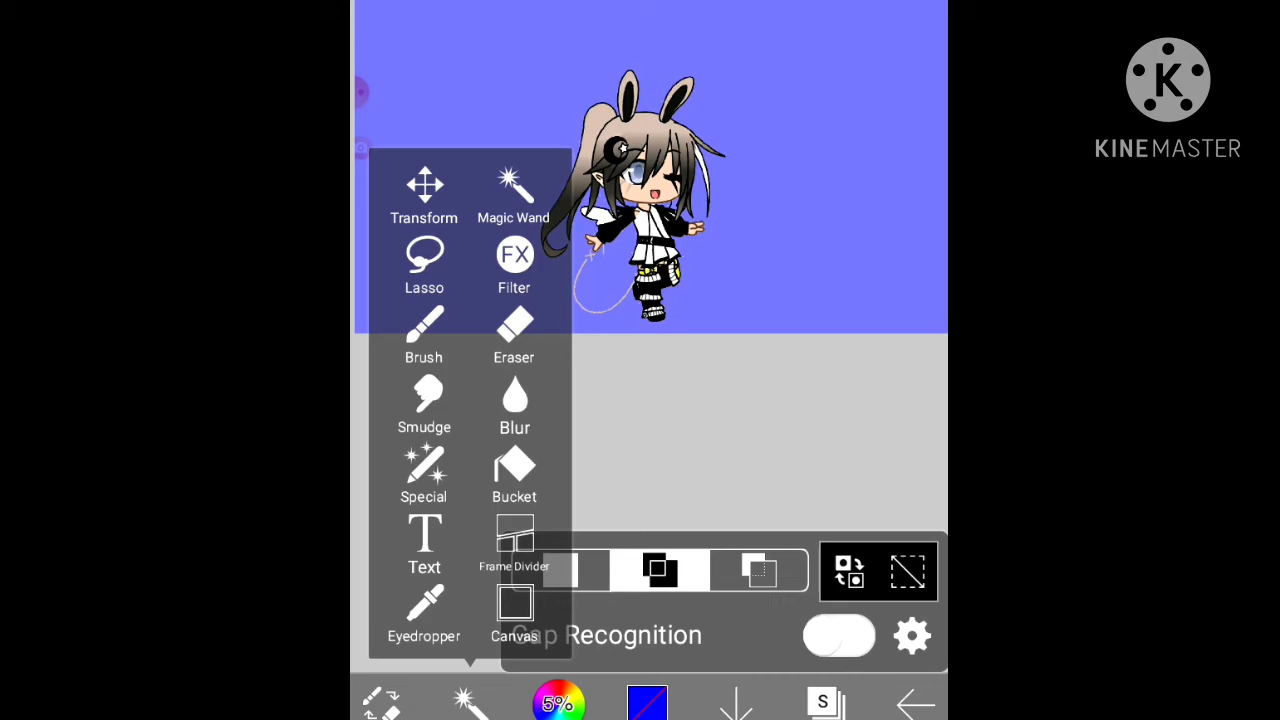 KINEMASTER
K
Transform
Magic Wand
Lasso
FX
Filter
Brush
Eraser
Smudge
Blur
Special
Bucket
T
Text
Frame Divider
Eyedropper
Canvas
Gap Recognition
5%
S